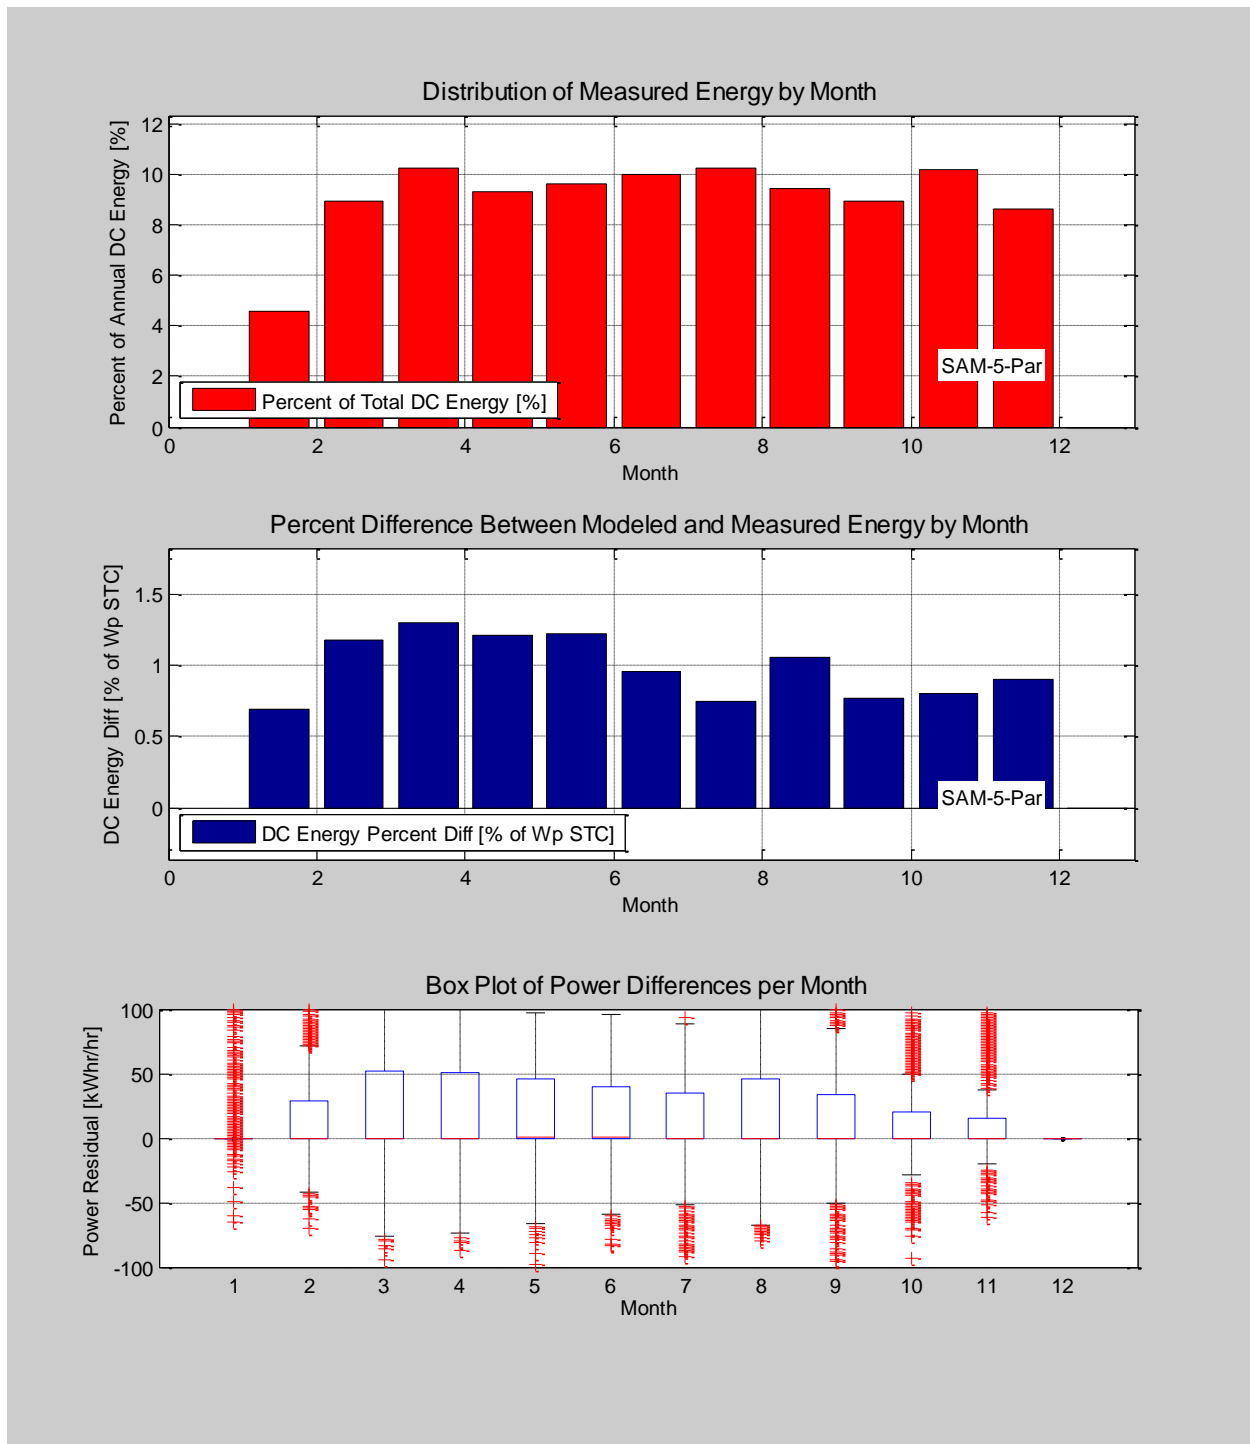 Distribution of Measured Energy by Month
Percent of Annual DC Energy [%]
12
10
8
6
4
2
0
SAM-5-Par
Percent of Total DC Energy [%]
0 2 4 6 8 10 12
Month
Percent Difference Between Modeled and Measured Energy by Month
DC Energy Diff [% of Wp STC]
1.5
1
0.5
0
SAM-5-Par
DC Energy Percent Diff [% of Wp STC]
0 2 4 6 8 10 12
Month
Box Plot of Power Differences per Month
Power Residual [kWhr/hr]
100
50
0
-50
-100
1 2 3 4 5 6 7 8 9 10 11 12
Month